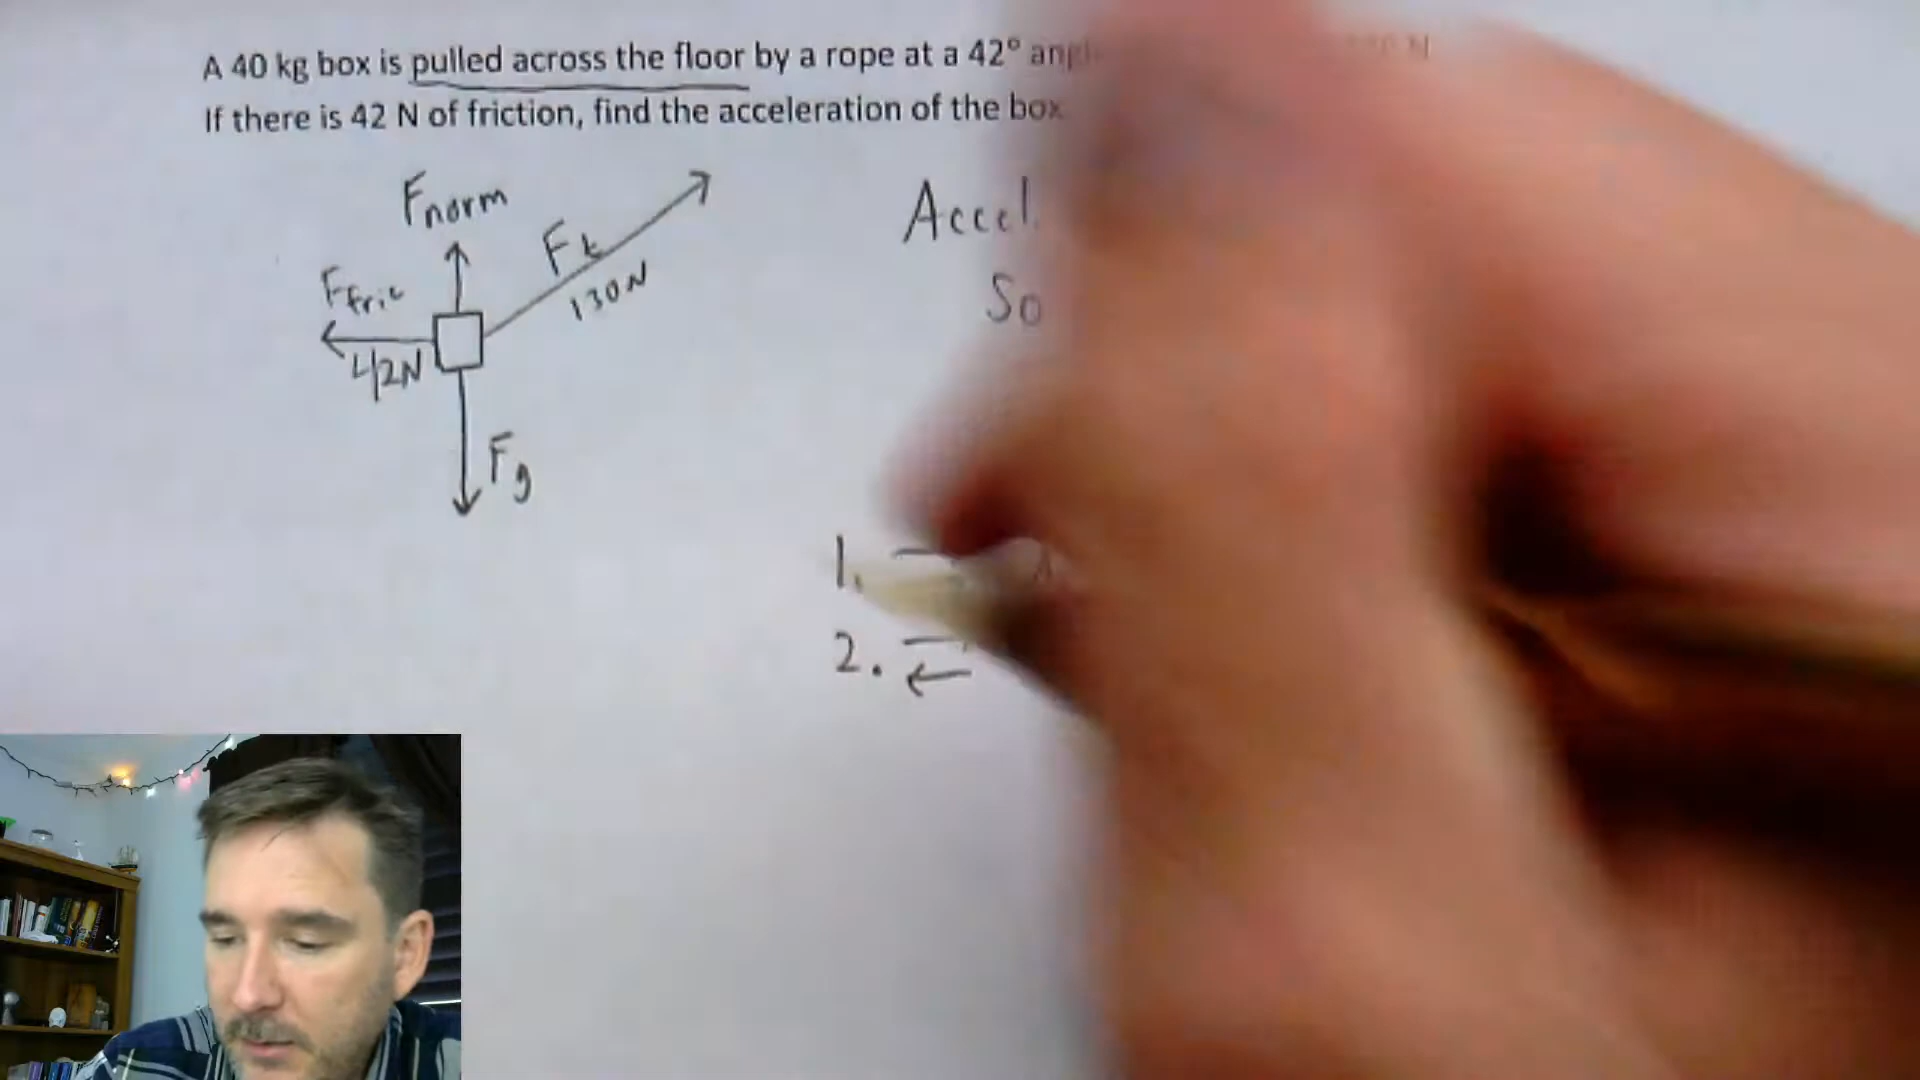 A 40 kg box is pulled across the floor by a rope at a 42°
If there is 42 N of friction, find the acceleration of the box
Fnorm
Ft
130N
Ffric
42N
Fg
Accel.
So
1.
2.